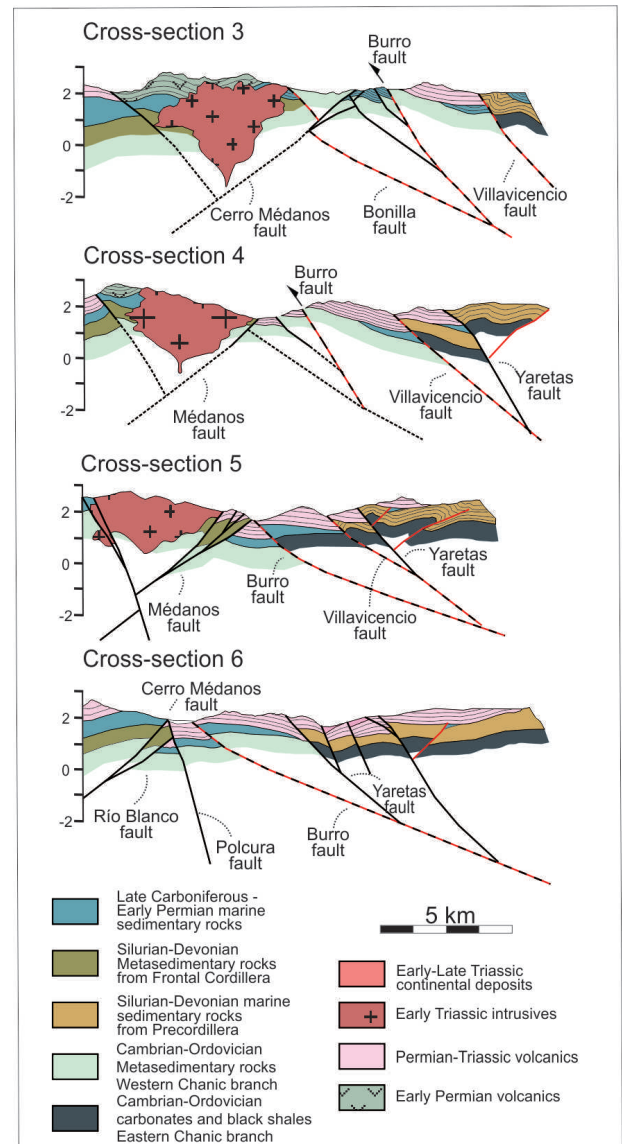 Cross-section 3
Burro
fault
2
0
-2
Cerro Médanos
fault
Bonilla
fault
Villavicencio
fault
Cross-section 4
Burro
fault
2
0
-2
Médanos
fault
Villavicencio
fault
Yaretas
fault
Cross-section 5
2
0
-2
Médanos
fault
Burro
fault
Villavicencio
fault
Yaretas
fault
Cross-section 6
Cerro Médanos
fault
2
0
-2
Río Blanco
fault
Polcura
fault
Burro
fault
Yaretas
fault
Late Carboniferous -
Early Permian marine
sedimentary rocks
Silurian-Devonian
Metasedimentary rocks
from Frontal Cordillera
Silurian-Devonian marine
sedimentary rocks
from Precordillera
Cambrian-Ordovician
Metasedimentary rocks
Western Chanic branch
Cambrian-Ordovician
carbonates and black shales
Eastern Chanic branch
5 km
Early-Late Triassic
continental deposits
Early Triassic intrusives
Permian-Triassic volcanics
Early Permian volcanics